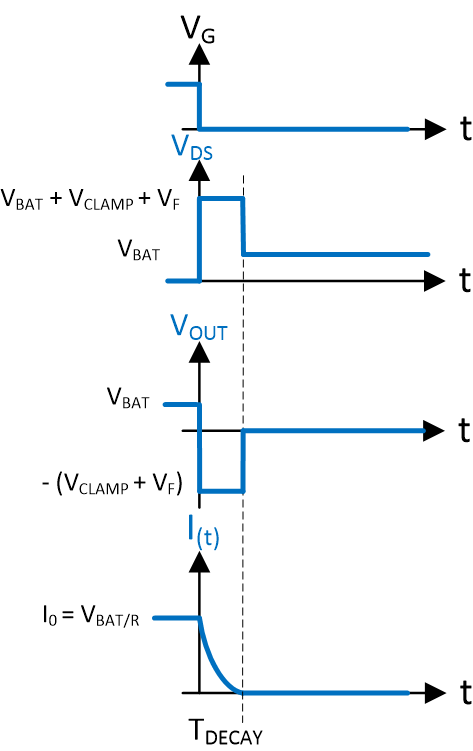 VG
t
VDS
VBAT + VCLAMP + VF
VBAT
t
VOUT
VBAT
t
- (VCLAMP + VF)
I(t)
I0 = VBAT/R
t
TDECAY